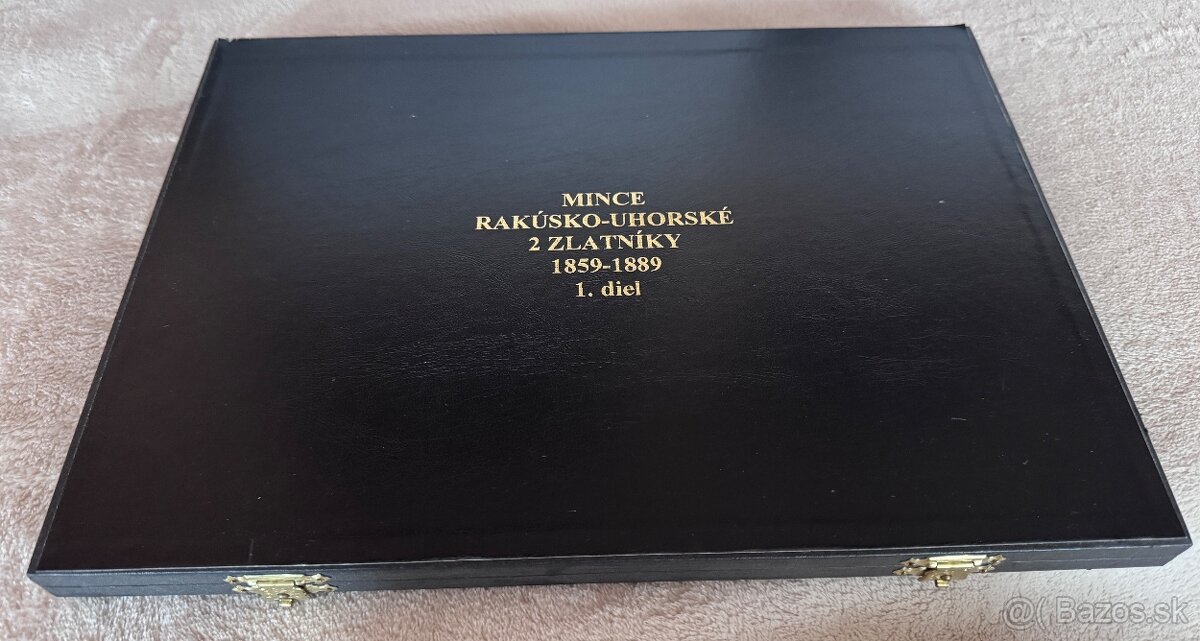 MINCE
RAKÚSKO-UHORSKÉ
2 ZLATNÍKY
1859-1889
1. diel
@( Bazos.sk